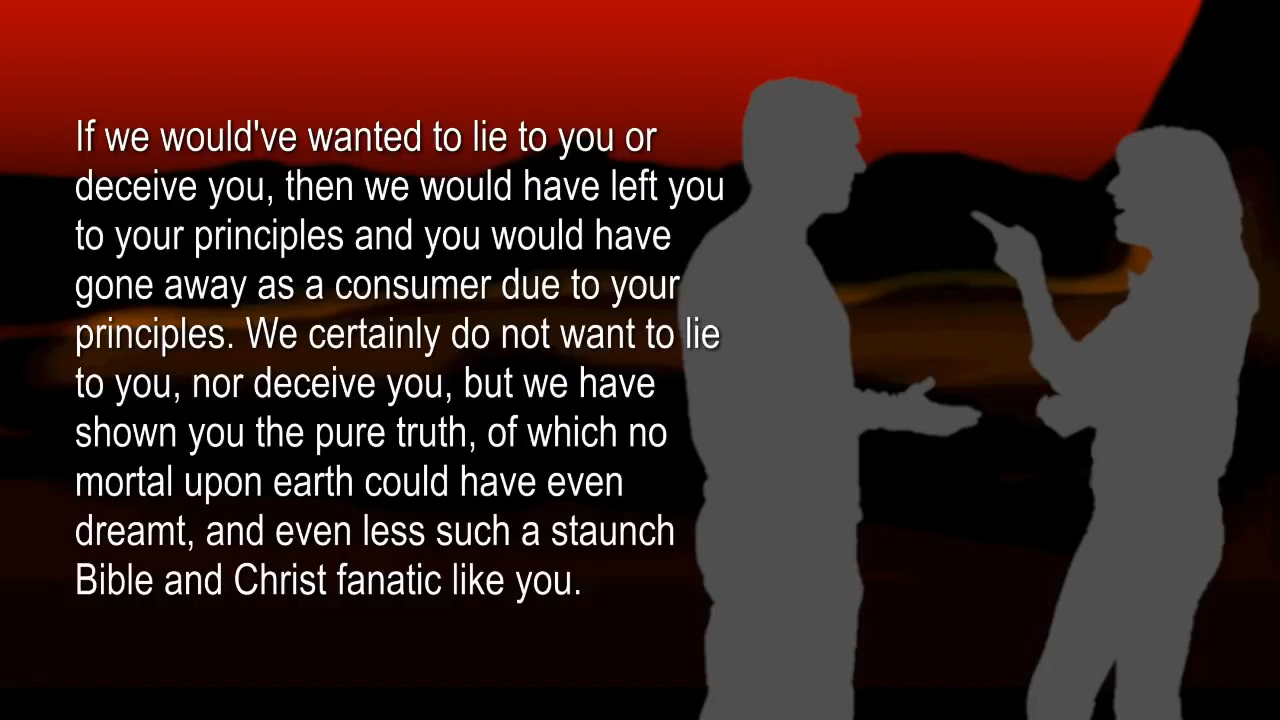 If we would've wanted to lie to you or
deceive you, then we would have left you
to your principles and you would have
gone away as a consumer due to your
principles. We certainly do not want to lie
to you, nor deceive you, but we have
shown you the pure truth, of which no
mortal upon earth could have even
dreamt, and even less such a staunch
Bible and Christ fanatic like you.